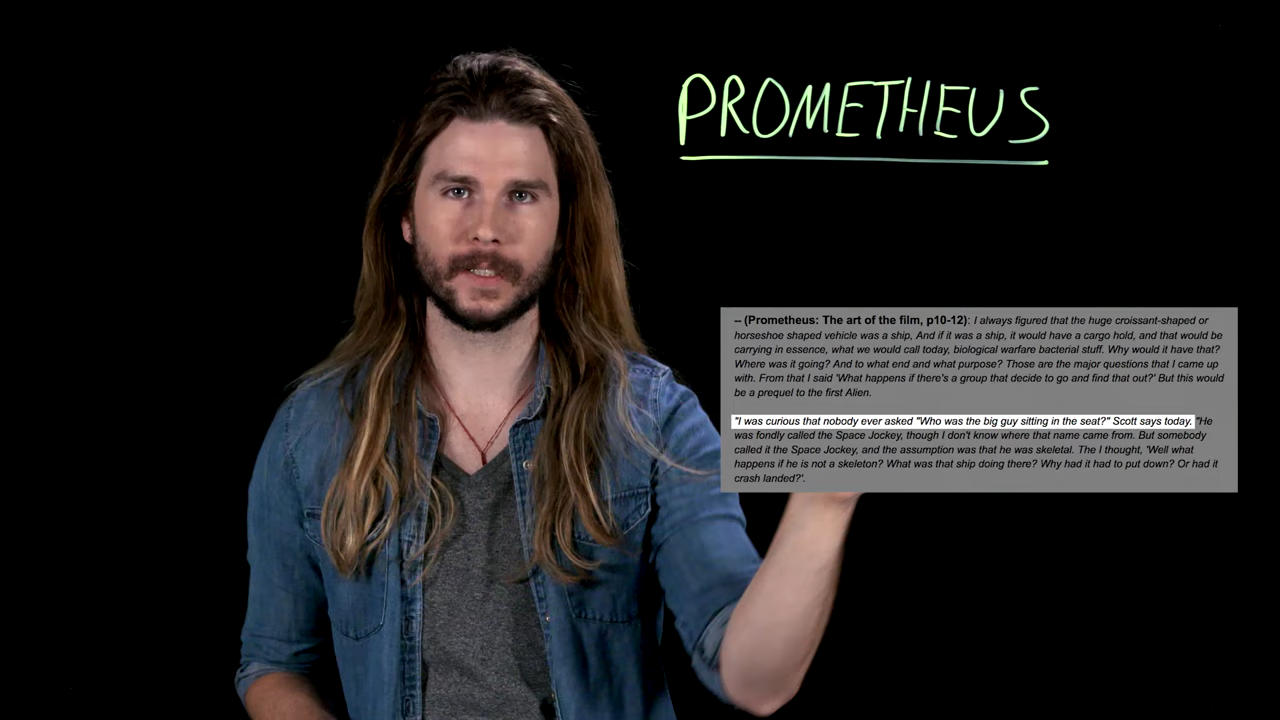 PROMETHEUS
-- (Prometheus: The art of the film, p10-12): I always figured that the huge croissant-shaped or
horseshoe shaped vehicle was a ship, And if it was a ship, it would have a cargo hold, and that would be
carrying in essence, what we would call today, biological warfare bacterial stuff. Why would it have that?
Where was it going? And to what end and what purpose? Those are the major questions that I came up
with. From that I said 'What happens if there's a group that decide to go and find that out?' But this would
be a prequel to the first Alien.
"I was curious that nobody ever asked "Who was the big guy sitting in the seat?" Scott says today. "He
was fondly called the Space Jockey, though I don't know where that name came from. But somebody
called it the Space Jockey, and the assumption was that he was skeletal. The I thought, 'Well what
happens if he is not a skeleton? What was that ship doing there? Why had it had to put down? Or had it
crash landed?'.